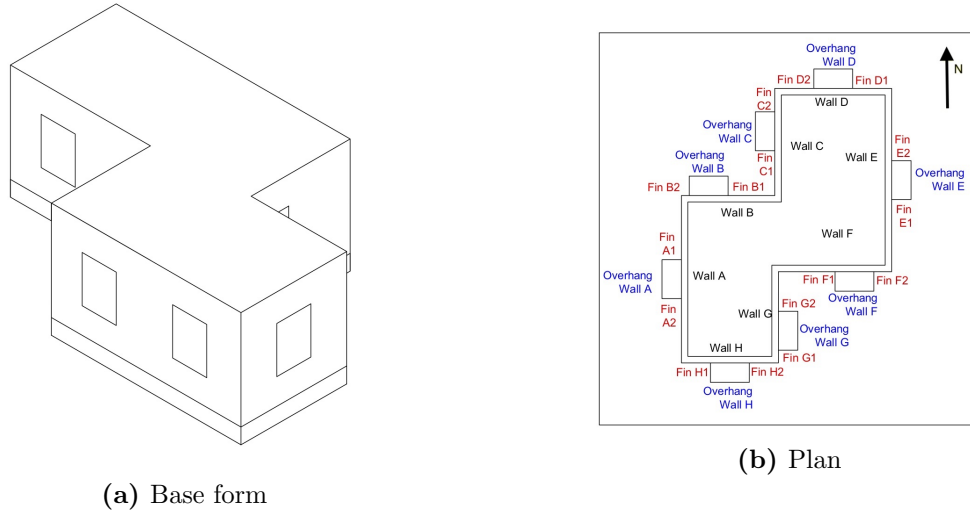 Overhang
Wall D
Fin D2
Fin D1
N
Fin
C2
Wall D
Overhang
Wall C
Wall C
Fin
E2
Wall E
Overhang
Wall B
Fin
C1
Overhang
Wall E
Fin B2
Fin B1
Wall B
Fin
E1
Fin
A1
Wall F
Overhang
Wall A
Wall A
Fin F1
Fin F2
Overhang
Wall F
Fin
A2
Wall G
Fin G2
Overhang
Wall G
Wall H
Fin G1
Fin H1
Fin H2
Overhang
Wall H
(b) Plan
(a) Base form